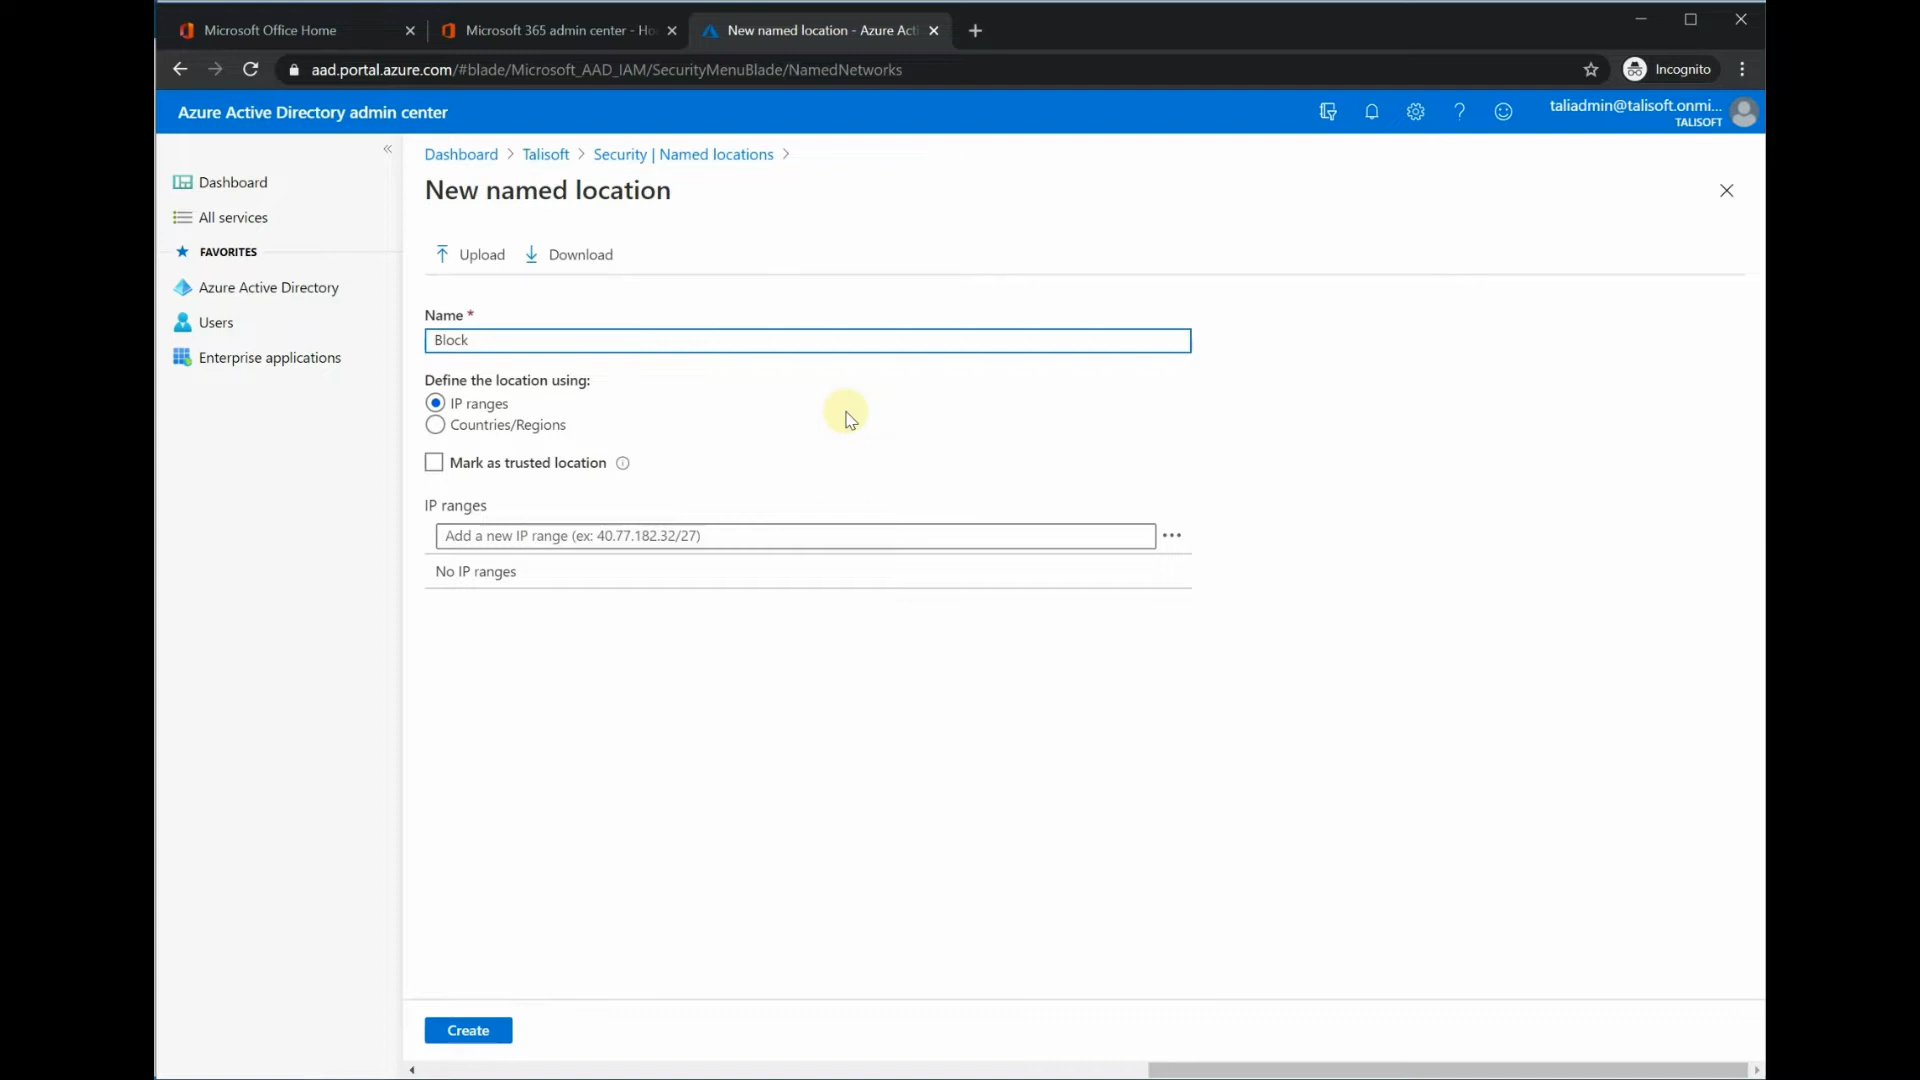 Microsoft Office Home
Microsoft 365 admin center - Ho
New named location - Azure Acti
aad.portal.azure.com/#blade/Microsoft_AAD_IAM/SecurityMenuBlade/NamedNetworks
Incognito
Azure Active Directory admin center
taliadmin@talisoft.onmi...
TALISOFT
Dashboard
All services
FAVORITES
Azure Active Directory
Users
Enterprise applications
Dashboard > Talisoft > Security | Named locations >
New named location
Upload Download
Name *
Block
Define the location using:
IP ranges
Countries/Regions
Mark as trusted location
IP ranges
Add a new IP range (ex: 40.77.182.32/27)
No IP ranges
Create